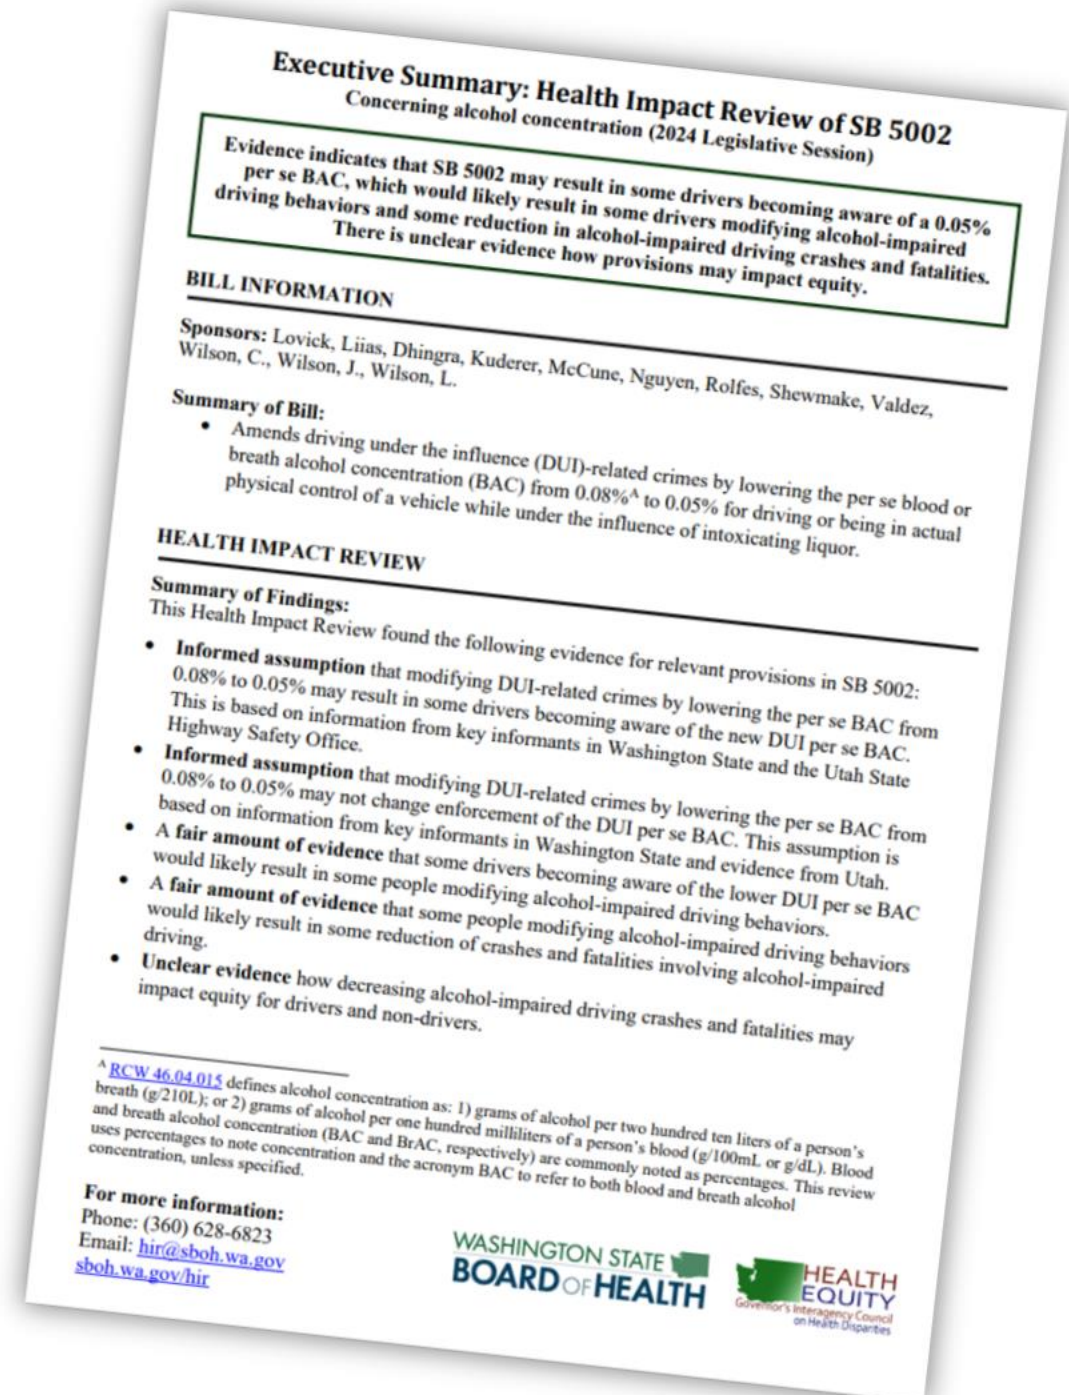 Executive Summary: Health Impact Review of SB 5002
Concerning alcohol concentration (2024 Legislative Session)
Evidence indicates that SB 5002 may result in some drivers becoming aware of a 0.05%
per se BAC, which would likely result in some drivers modifying alcohol-impaired
driving behaviors and some reduction in alcohol-impaired driving crashes and fatalities.
There is unclear evidence how provisions may impact equity.
BILL INFORMATION
Sponsors: Lovick, Liias, Dhingra, Kuderer, McCune, Nguyen, Rolfes, Shewmake, Valdez,
Wilson, C., Wilson, J., Wilson, L.
Summary of Bill:
• Amends driving under the influence (DUI)-related crimes by lowering the per se blood or
breath alcohol concentration (BAC) from 0.08%A to 0.05% for driving or being in actual
physical control of a vehicle while under the influence of intoxicating liquor.
HEALTH IMPACT REVIEW
Summary of Findings:
This Health Impact Review found the following evidence for relevant provisions in SB 5002:
• Informed assumption that modifying DUI-related crimes by lowering the per se BAC from
0.08% to 0.05% may result in some drivers becoming aware of the new DUI per se BAC.
This is based on information from key informants in Washington State and the Utah State
Highway Safety Office.
• Informed assumption that modifying DUI-related crimes by lowering the per se BAC from
0.08% to 0.05% may not change enforcement of the DUI per se BAC. This assumption is
based on information from key informants in Washington State and evidence from Utah.
• A fair amount of evidence that some drivers becoming aware of the lower DUI per se BAC
would likely result in some people modifying alcohol-impaired driving behaviors.
• A fair amount of evidence that some people modifying alcohol-impaired driving behaviors
would likely result in some reduction of crashes and fatalities involving alcohol-impaired
driving.
• Unclear evidence how decreasing alcohol-impaired driving crashes and fatalities may
impact equity for drivers and non-drivers.
A RCW 46.04.015 defines alcohol concentration as: 1) grams of alcohol per two hundred ten liters of a person's
breath (g/210L); or 2) grams of alcohol per one hundred milliliters of a person's blood (g/100mL or g/dL). Blood
and breath alcohol concentration (BAC and BrAC, respectively) are commonly noted as percentages. This review
uses percentages to note concentration and the acronym BAC to refer to both blood and breath alcohol
concentration, unless specified.
For more information:
Phone: (360) 628-6823
Email: hir@sboh.wa.gov
sboh.wa.gov/hir
WASHINGTON STATE
BOARD OF HEALTH
HEALTH
EQUITY
Governor's Interagency Council
on Health Disparities